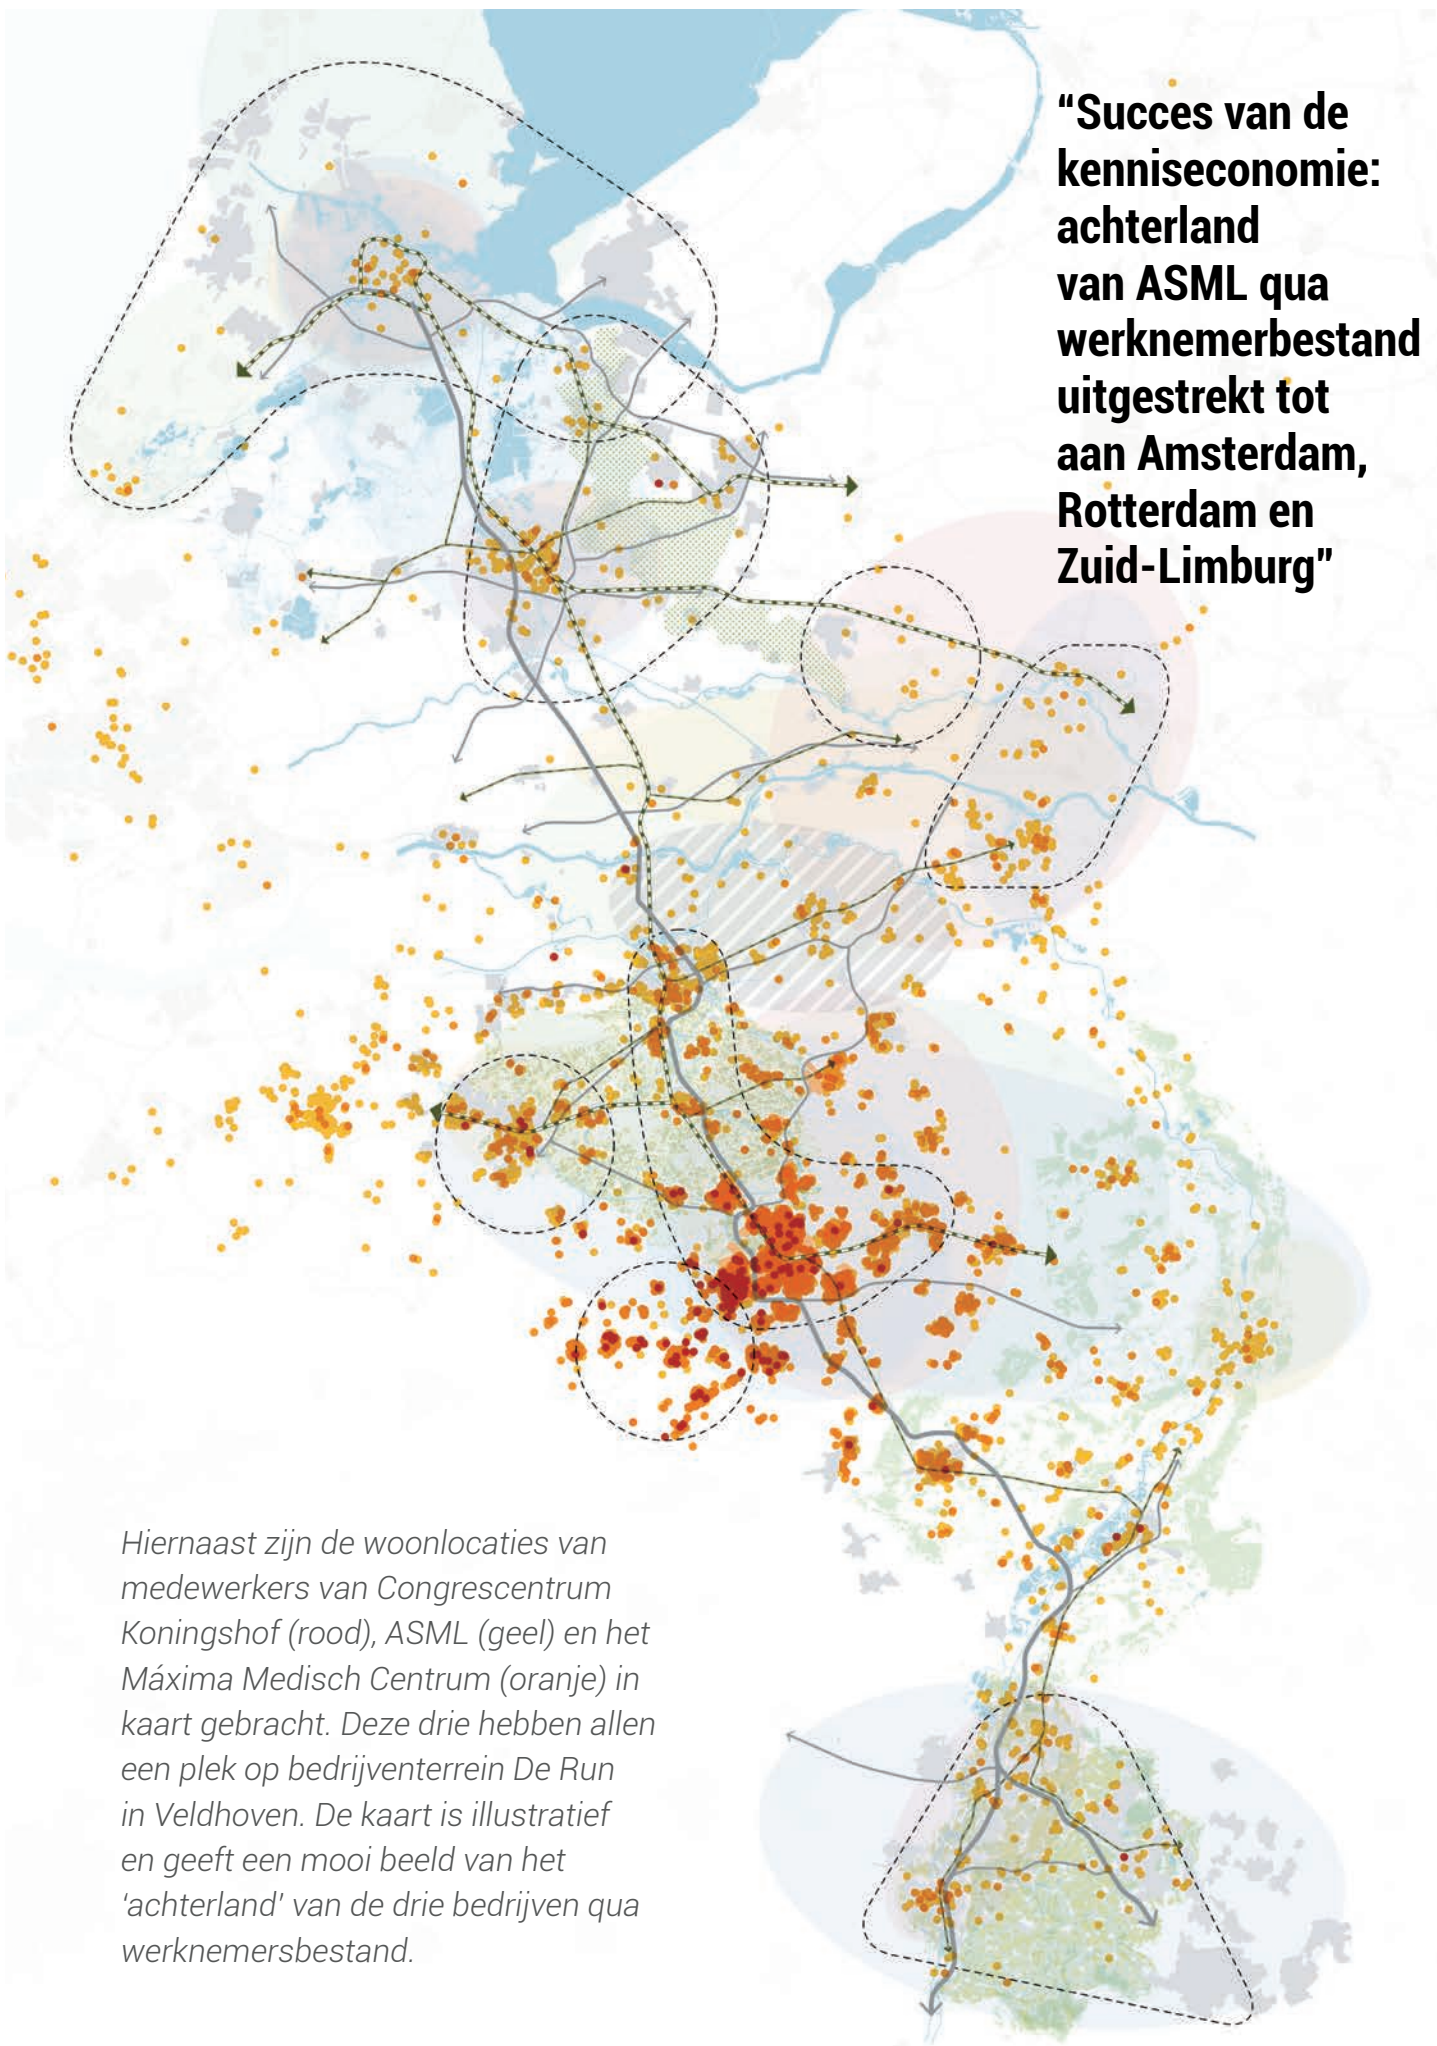 “Succes van de
kenniseconomie:
achterland
van ASML qua
werknemerbestand
uitgestrekt tot
aan Amsterdam,
Rotterdam en
Zuid-Limburg”
Hiernaast zijn de woonlocaties van
medewerkers van Congrescentrum
Koningshof (rood), ASML (geel) en het
Máxima Medisch Centrum (oranje) in
kaart gebracht. Deze drie hebben allen
een plek op bedrijventerrein De Run
in Veldhoven. De kaart is illustratief
en geeft een mooi beeld van het
‘achterland’ van de drie bedrijven qua
werknemersbestand.